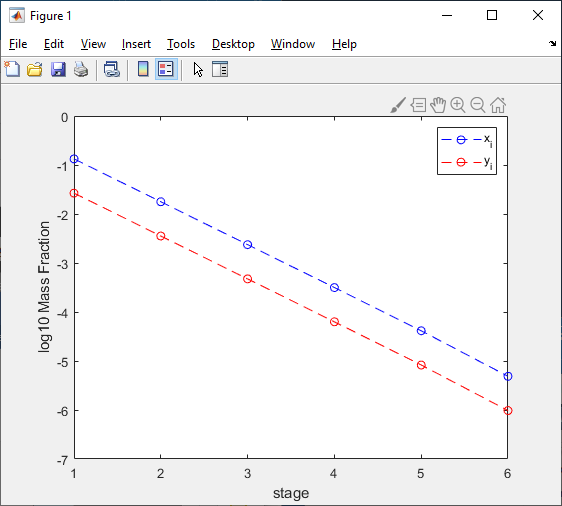 Figure 1
File Edit View Insert Tools Desktop Window Help
0
-1
-2
-3
-4
-5
-6
-7
1 2 3 4 5 6
log10 Mass Fraction
stage
xi
yi